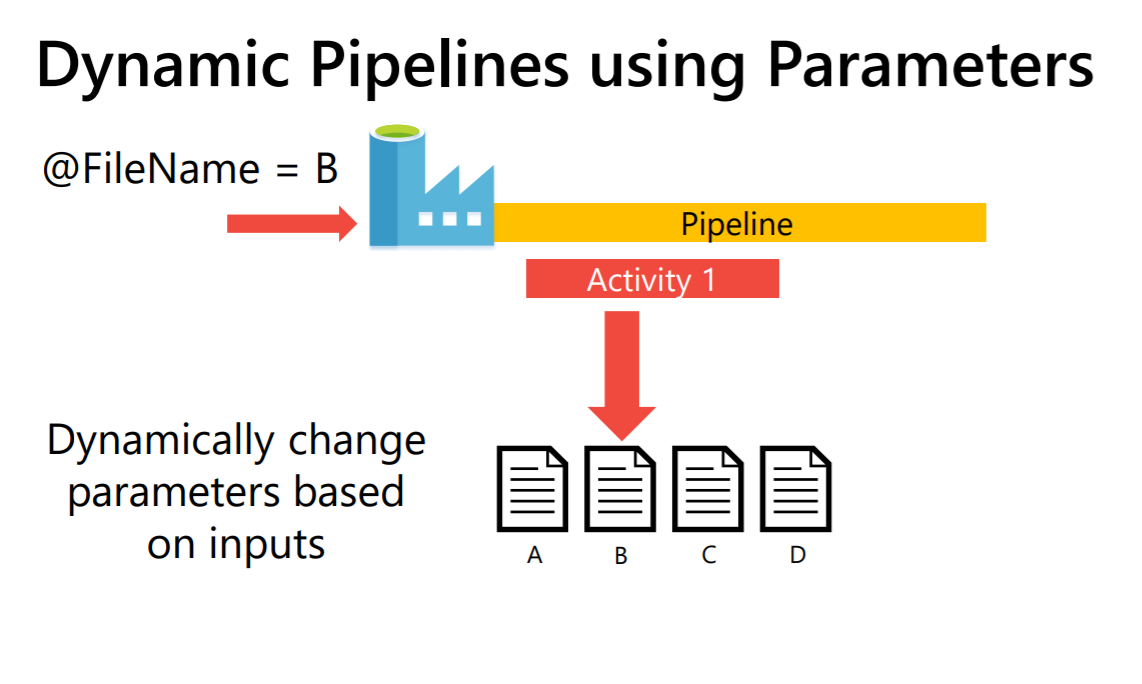 Dynamic Pipelines using Parameters
@FileName = B
Pipeline
Activity 1
Dynamically change
parameters based
on inputs
A
B
C
D